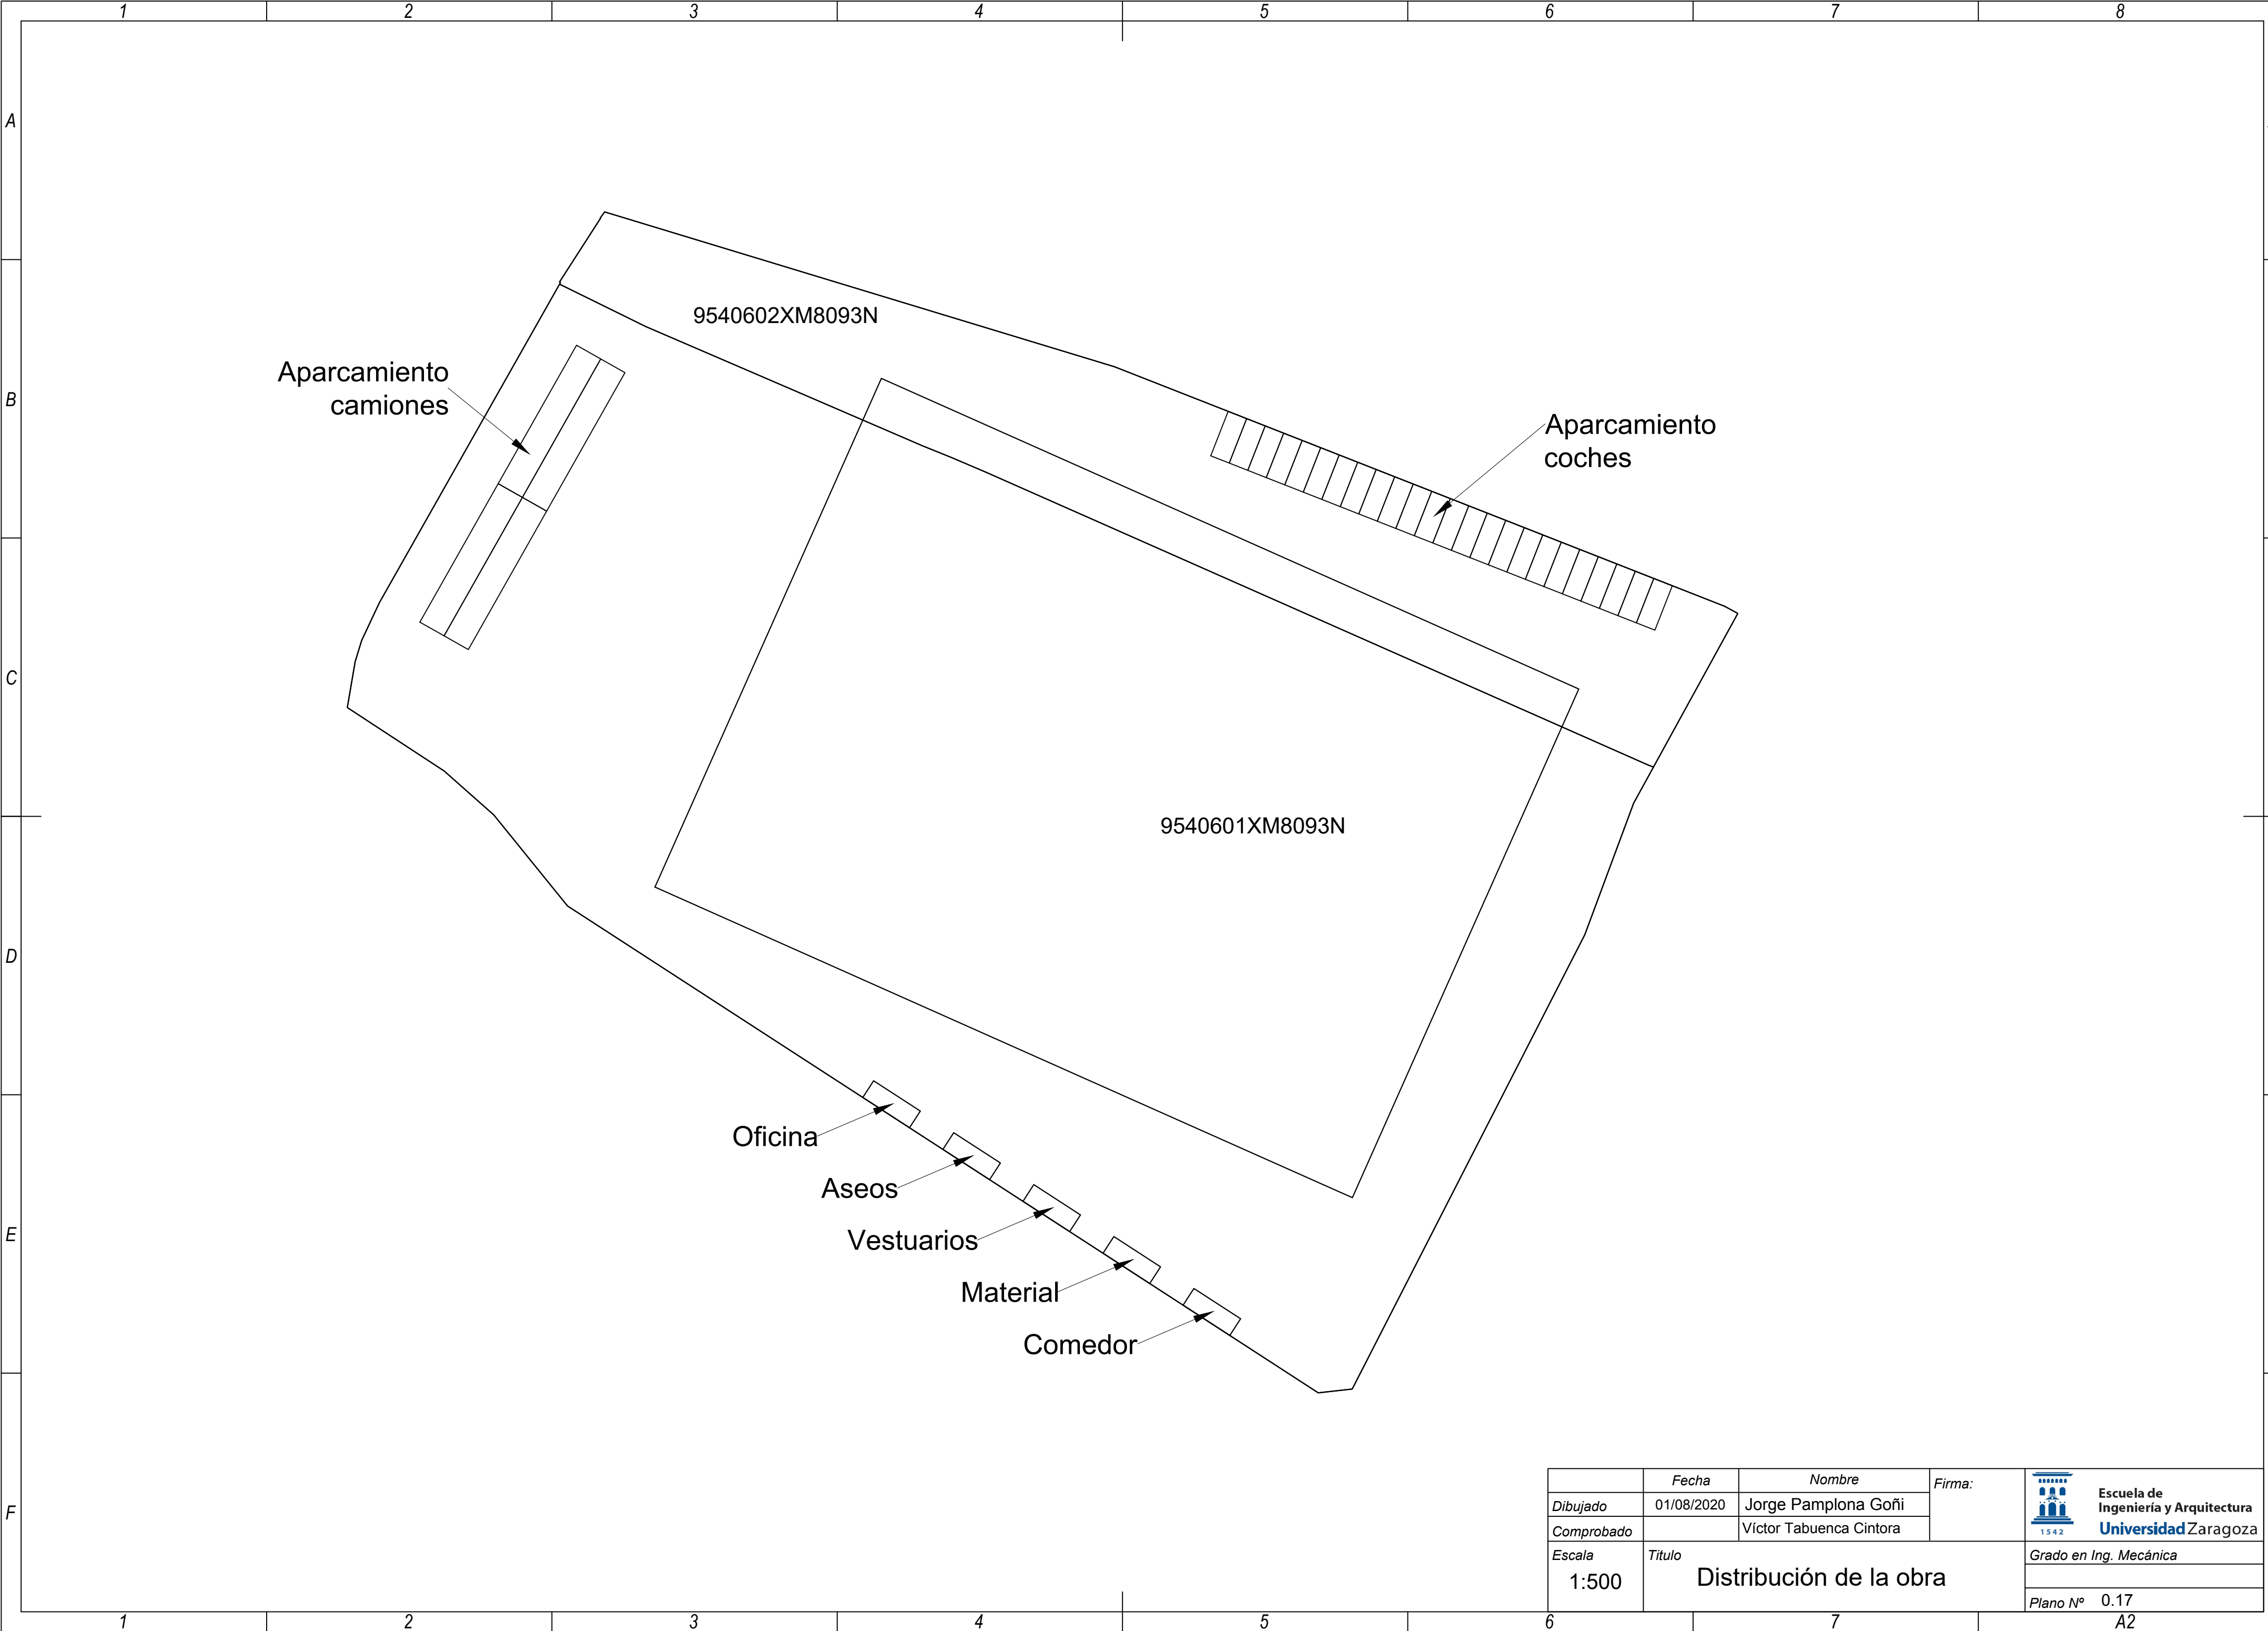 1 2 3 4 5 6 7 8
A
9540602XM8093N
Aparcamiento
camiones
B
Aparcamiento
coches
C
9540601XM8093N
D
Oficina
Aseos
Vestuarios
E
Material
Comedor
F
Fecha Nombre Firma:
Dibujado 01/08/2020 Jorge Pamplona Goñi
Comprobado Víctor Tabuenca Cintora
1542
Escuela de
Ingeniería y Arquitectura
Universidad Zaragoza
Escala Titulo
1:500 Distribución de la obra
Grado en Ing. Mecánica
Plano Nº 0.17
1 2 3 4 5 6 7 A2